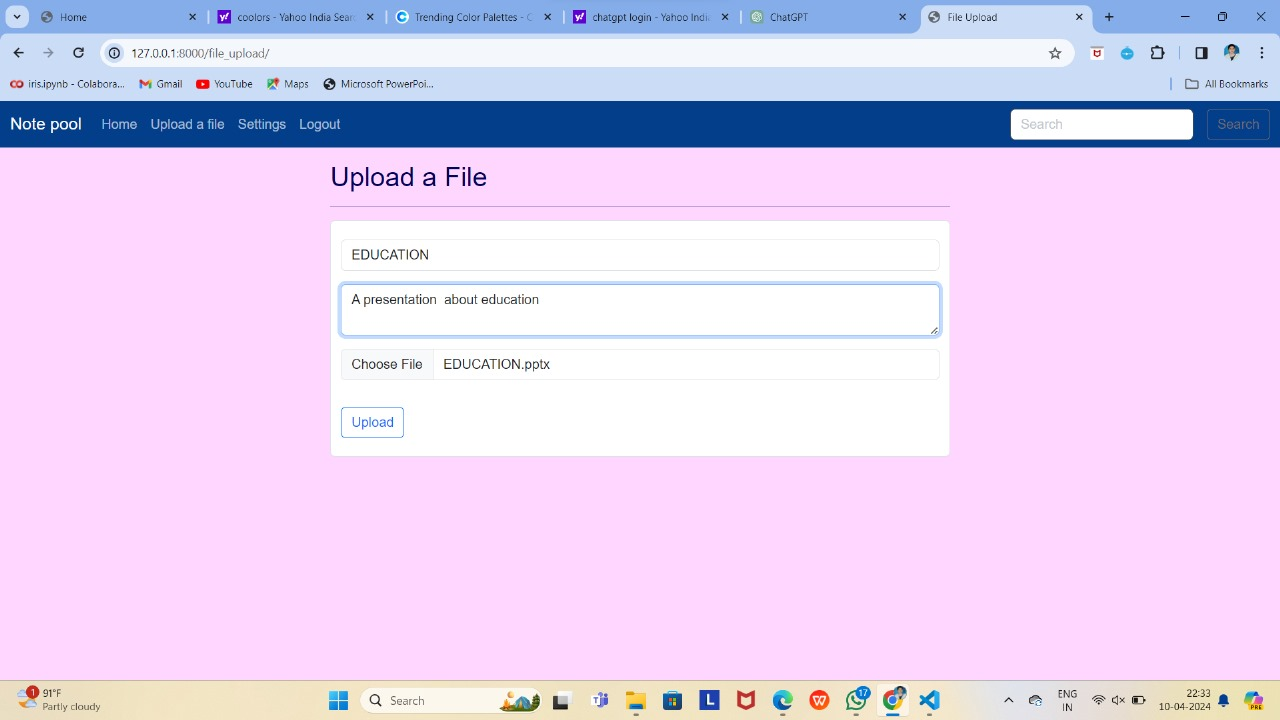 Home
coolors - Yahoo India Sear
Trending Color Palettes - C
chatgpt login - Yahoo Indi
ChatGPT
File Upload
127.0.0.1:8000/file_upload/
iris.ipynb - Colabora...
Gmail
YouTube
Maps
Microsoft PowerPoi...
All Bookmarks
Note pool
Home
Upload a file
Settings
Logout
Search
Search
Upload a File
EDUCATION
A presentation  about education
Choose File
EDUCATION.pptx
Upload
1
91°F
Partly cloudy
Search
L
17
ENG
IN
22:33
10-04-2024
PRE